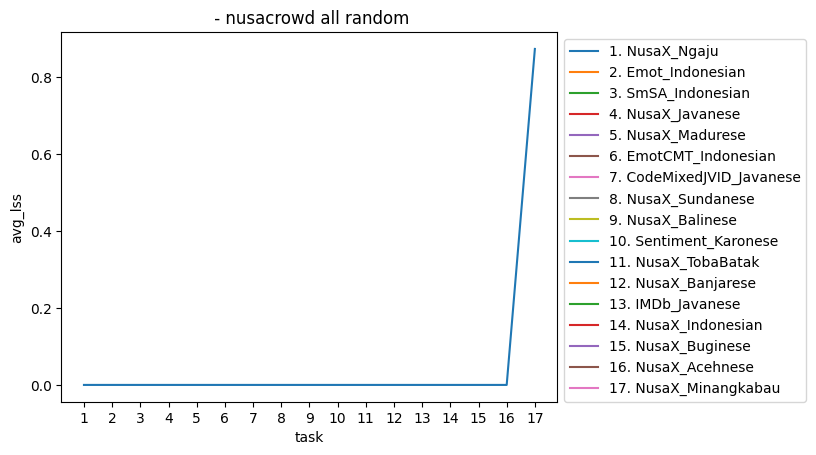 - nusacrowd all random
avg_lss
0.8
0.6
0.4
0.2
0.0
1 2 3 4 5 6 7 8 9 10 11 12 13 14 15 16 17
task
1. NusaX_Ngaju
2. Emot_Indonesian
3. SmSA_Indonesian
4. NusaX_Javanese
5. NusaX_Madurese
6. EmotCMT_Indonesian
7. CodeMixedJVID_Javanese
8. NusaX_Sundanese
9. NusaX_Balinese
10. Sentiment_Karonese
11. NusaX_TobaBatak
12. NusaX_Banjarese
13. IMDb_Javanese
14. NusaX_Indonesian
15. NusaX_Buginese
16. NusaX_Acehnese
17. NusaX_Minangkabau